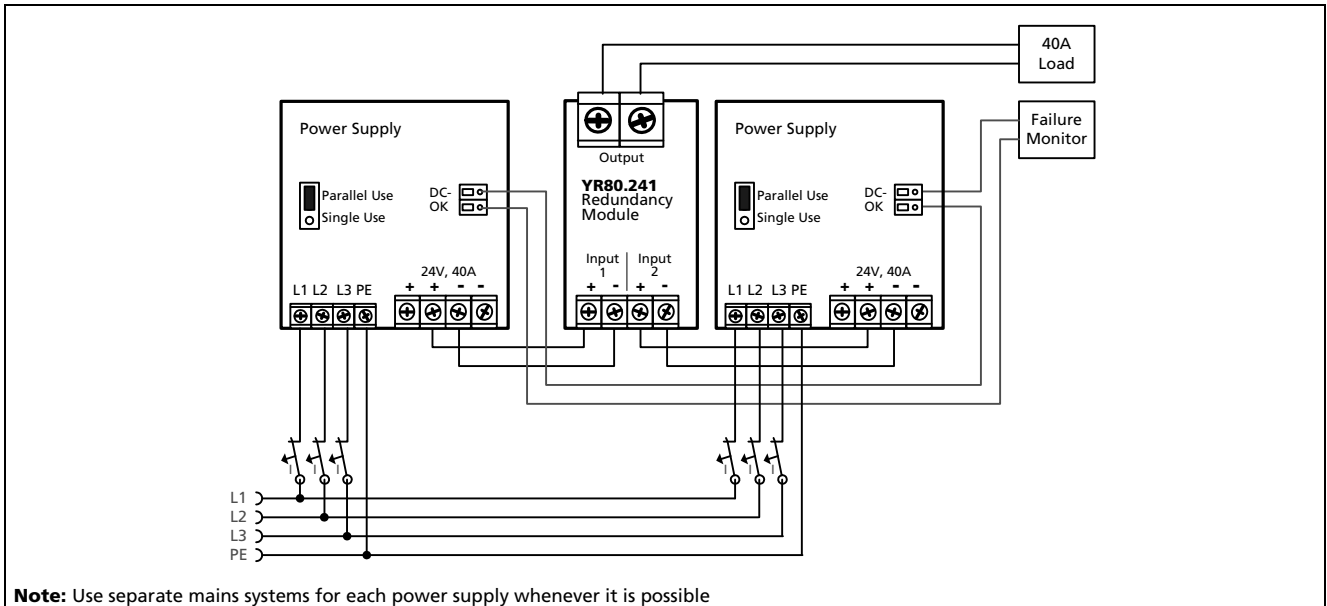 40A
Load
Failure
Monitor
Power Supply
Parallel Use
Single Use
DC-
OK
24V, 40A
+ + - -
L1 L2 L3 PE
Output
YR80.241
Redundancy
Module
Input
1
Input
2
+ - + -
Power Supply
Parallel Use
Single Use
DC-
OK
24V, 40A
+ + - -
L1 L2 L3 PE
I I I
I I I
L1
L2
L3
PE
Note: Use separate mains systems for each power supply whenever it is possible